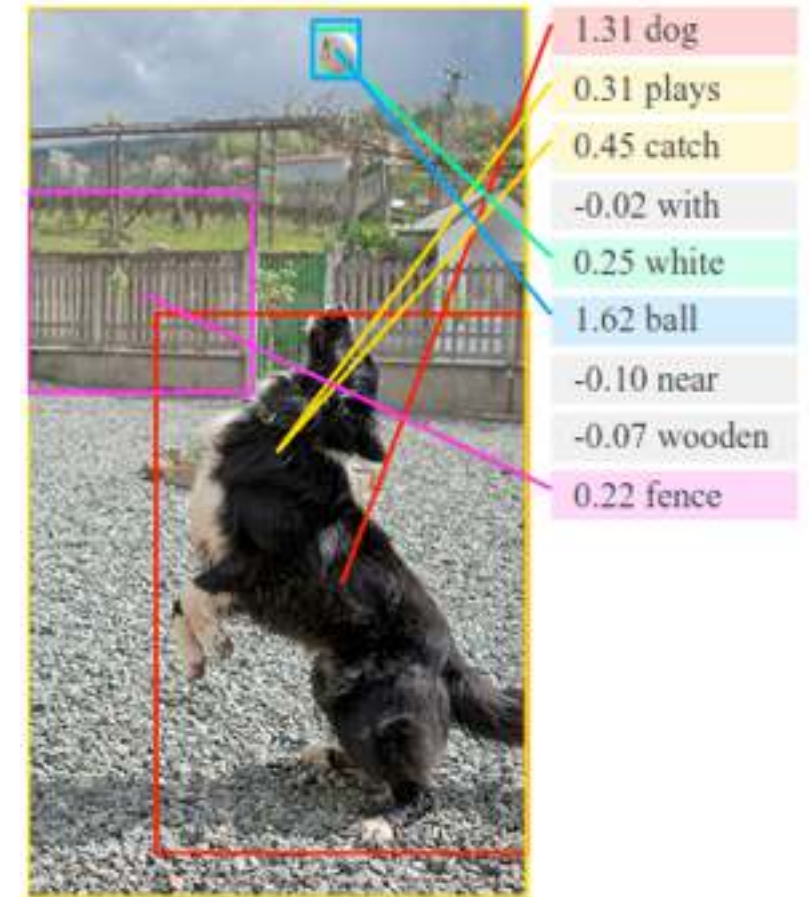 1.31 dog
0.31 plays
0.45 catch
-0.02 with
0.25 white
1.62 ball
-0.10 near
-0.07 wooden
0.22 fence